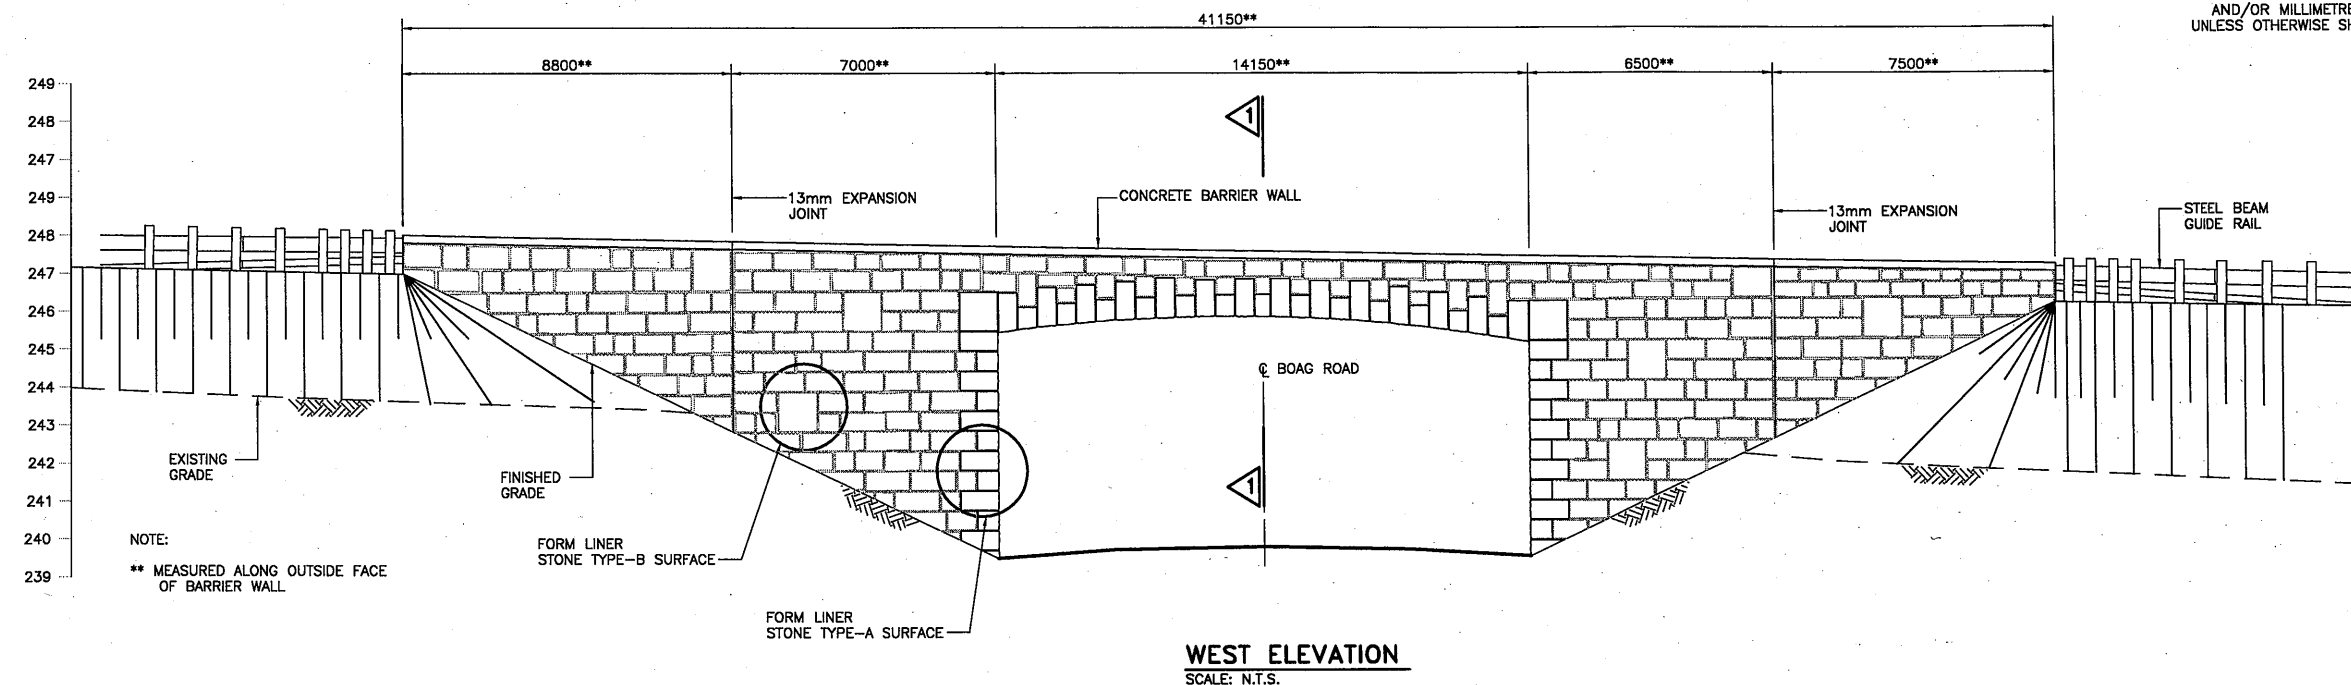 AND/OR MILLIMETRE
UNLESS OTHERWISE SH
41150**
8800**
7000**
14150**
6500**
7500**
249
248
247
249
248
247
246
245
244
243
242
241
240
239
1
13mm EXPANSION
JOINT
CONCRETE BARRIER WALL
13mm EXPANSION
JOINT
STEEL BEAM
GUIDE RAIL
℄ BOAG ROAD
1
EXISTING
GRADE
FINISHED
GRADE
NOTE:
** MEASURED ALONG OUTSIDE FACE
OF BARRIER WALL
FORM LINER
STONE TYPE-B SURFACE
FORM LINER
STONE TYPE-A SURFACE
WEST ELEVATION
SCALE: N.T.S.